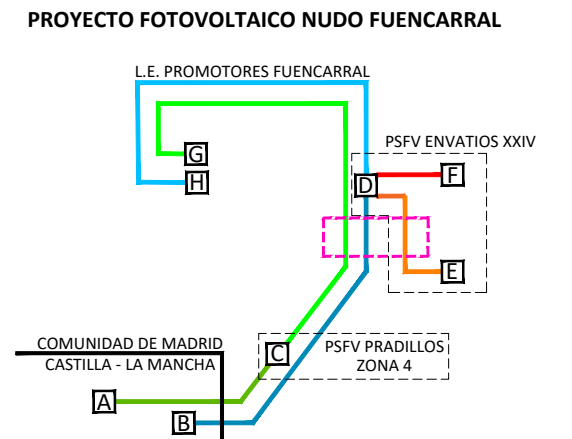 PROYECTO FOTOVOLTAICO NUDO FUENCARRAL
L.E. PROMOTORES FUENCARRAL
PSFV ENVATIOS XXIV
G
F
H
D
E
COMUNIDAD DE MADRID
C
PSFV PRADILLOS
ZONA 4
CASTILLA - LA MANCHA
A
B